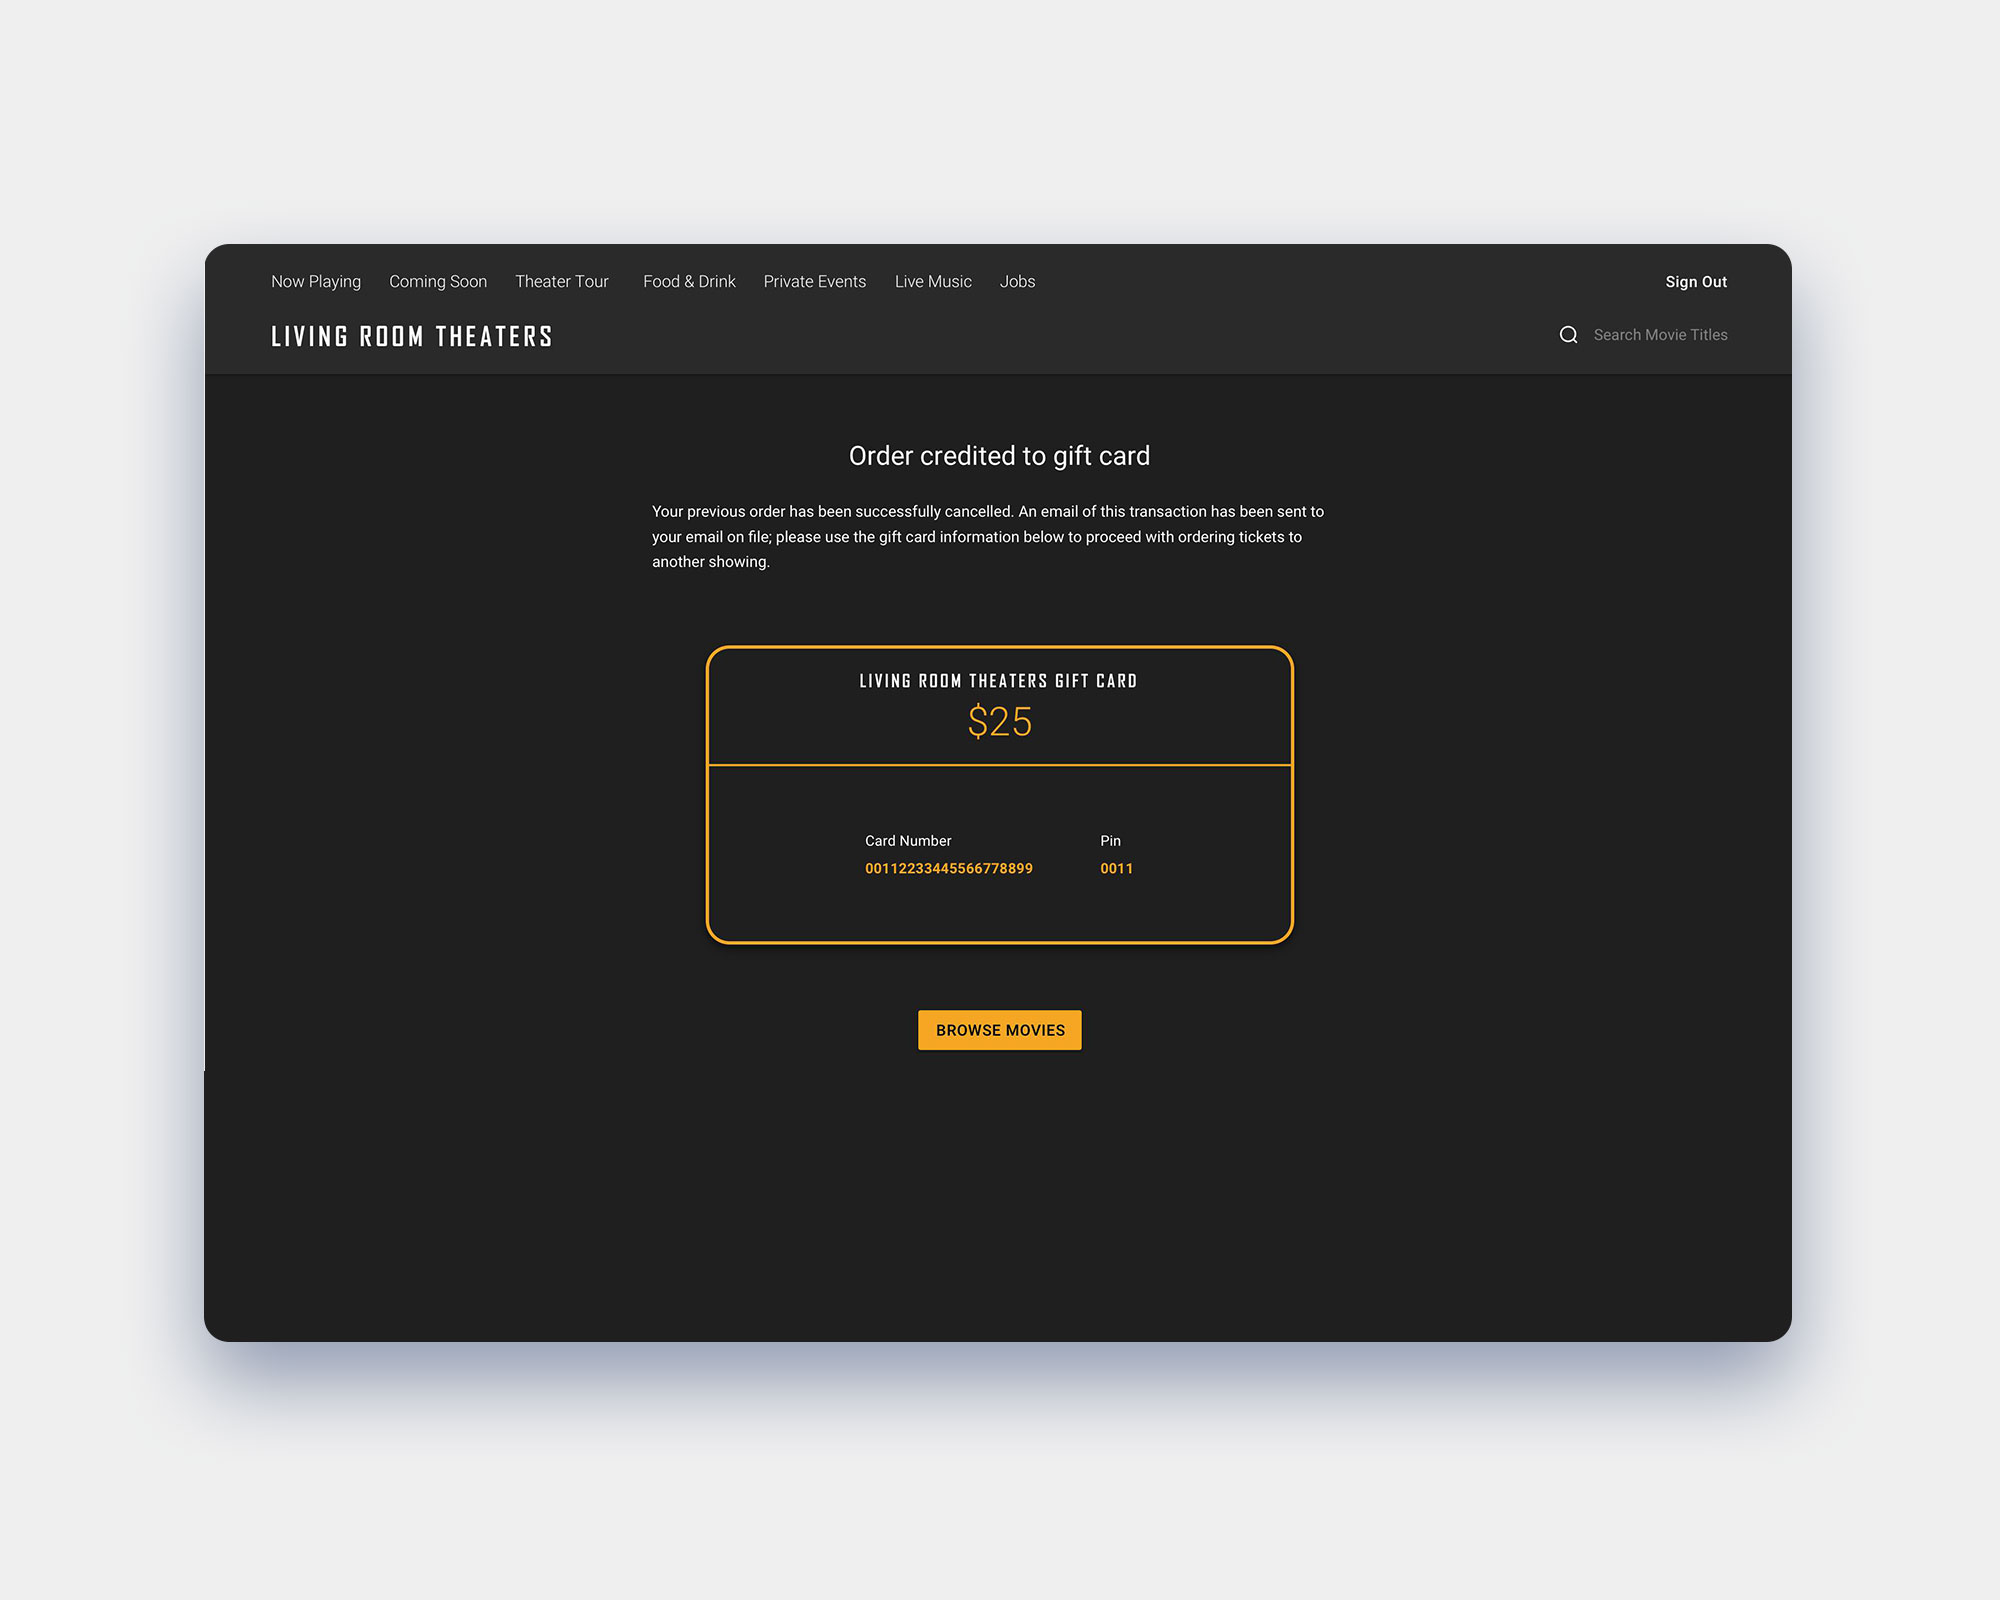 Now Playing Coming Soon Theater Tour Food & Drink Private Events Live Music Jobs Sign Out
LIVING ROOM THEATERS Search Movie Titles
Order credited to gift card
Your previous order has been successfully cancelled. An email of this transaction has been sent to
your email on file; please use the gift card information below to proceed with ordering tickets to
another showing.
LIVING ROOM THEATERS GIFT CARD
$25
Card Number Pin
00112233445566778899 0011
BROWSE MOVIES